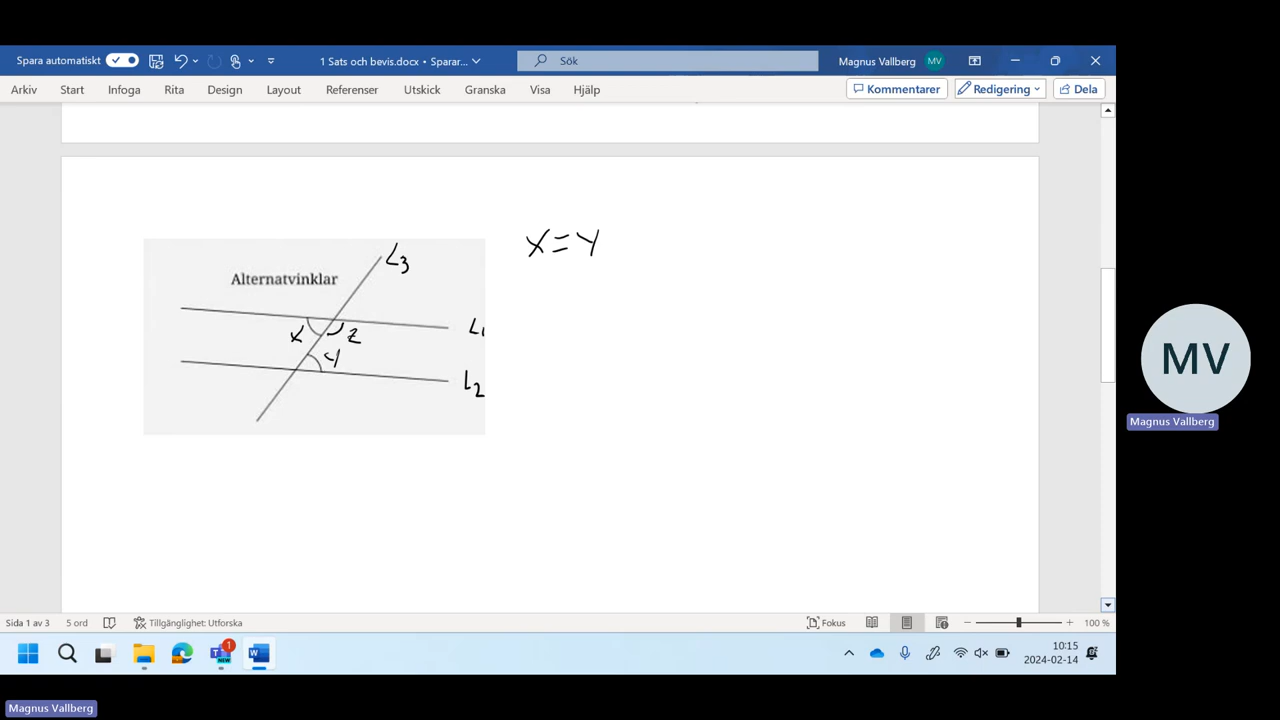 Spara automatiskt
1 Sats och bevis.docx • Sparar...
Sök
Magnus Vallberg
MV
Arkiv Start Infoga Rita Design Layout Referenser Utskick Granska Visa Hjälp
Kommentarer
Redigering
Dela
x=y
L3
Alternatvinklar
L1
x z
y
L2
MV
Magnus Vallberg
Sida 1 av 3
5 ord
Tillgänglighet: Utforska
Fokus
100 %
1
NEW
10:15
2024-02-14
Magnus Vallberg